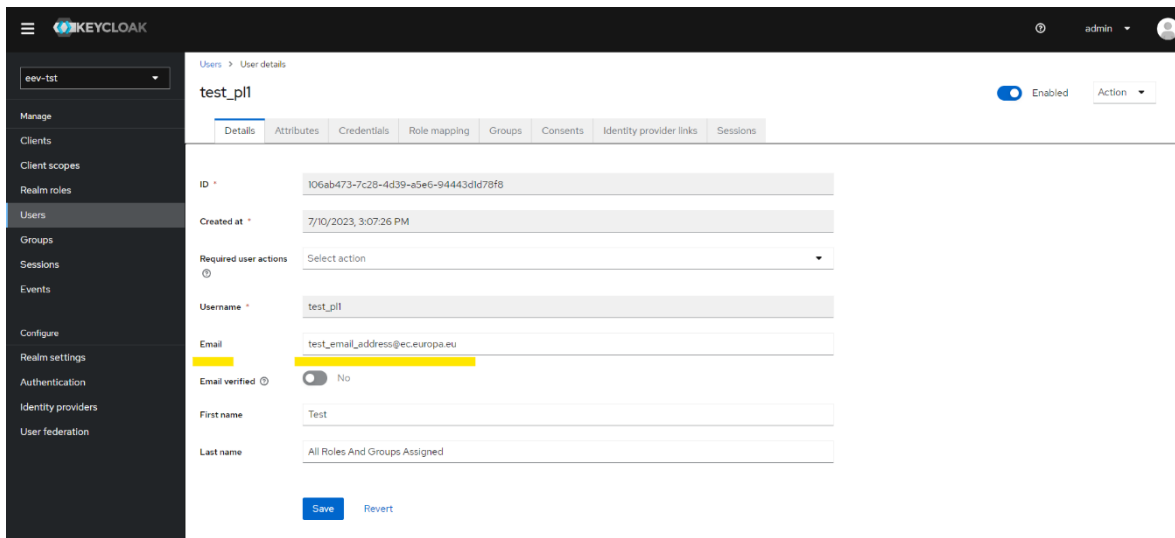 KEYCLOAK
admin
eev-tst
Manage
Clients
Client scopes
Realm roles
Users
Groups
Sessions
Events
Configure
Realm settings
Authentication
Identity providers
User federation
Users > User details
test_pl1
Enabled
Action
Details Attributes Credentials Role mapping Groups Consents Identity provider links Sessions
ID * 106ab473-7c28-4d39-a5e6-94443d1d78f8
Created at * 7/10/2023, 3:07:26 PM
Required user actions Select action
Username * test_pl1
Email test_email_address@ec.europa.eu
Email verified No
First name Test
Last name All Roles And Groups Assigned
Save Revert